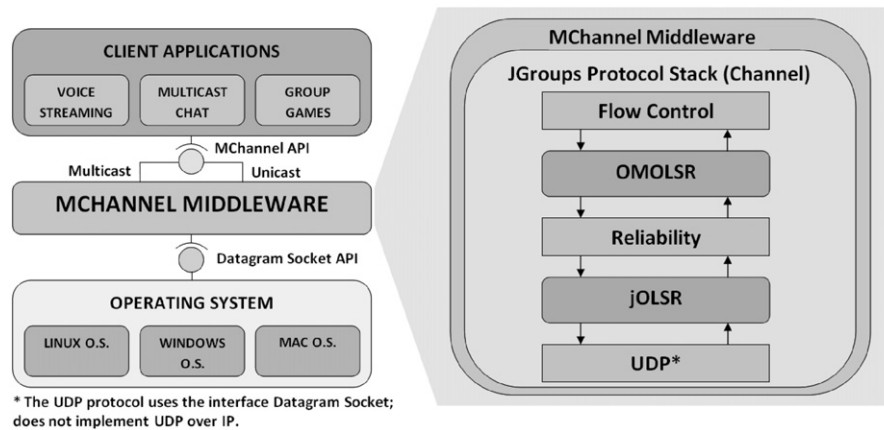 CLIENT APPLICATIONS
VOICE
STREAMING
MULTICAST
CHAT
GROUP
GAMES
MChannel API
Multicast
Unicast
MCHANNEL MIDDLEWARE
Datagram Socket API
OPERATING SYSTEM
LINUX O.S.
WINDOWS
O.S.
MAC O.S.
* The UDP protocol uses the interface Datagram Socket;
does not implement UDP over IP.
MChannel Middleware
JGroups Protocol Stack (Channel)
Flow Control
OMOLSR
Reliability
jOLSR
UDP*